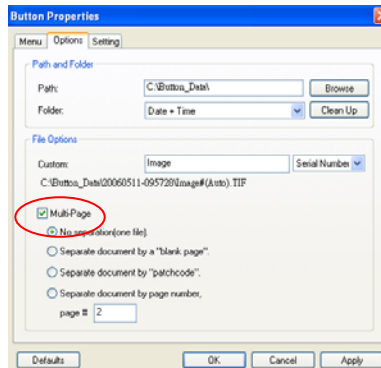 Button Properties
Menu Options Setting
Path and Folder
Path: C:\Button_Data\ Browse
Folder: Date + Time Clean Up
File Options
Custom: Image Serial Number
C:\Button_Data\20060511-095728\Image#(Auto).TIF
Multi-Page
No separation(one file).
Separate document by a "blank page".
Separate document by "patchcode".
Separate document by page number,
page # 2
Defaults OK Cancel Apply